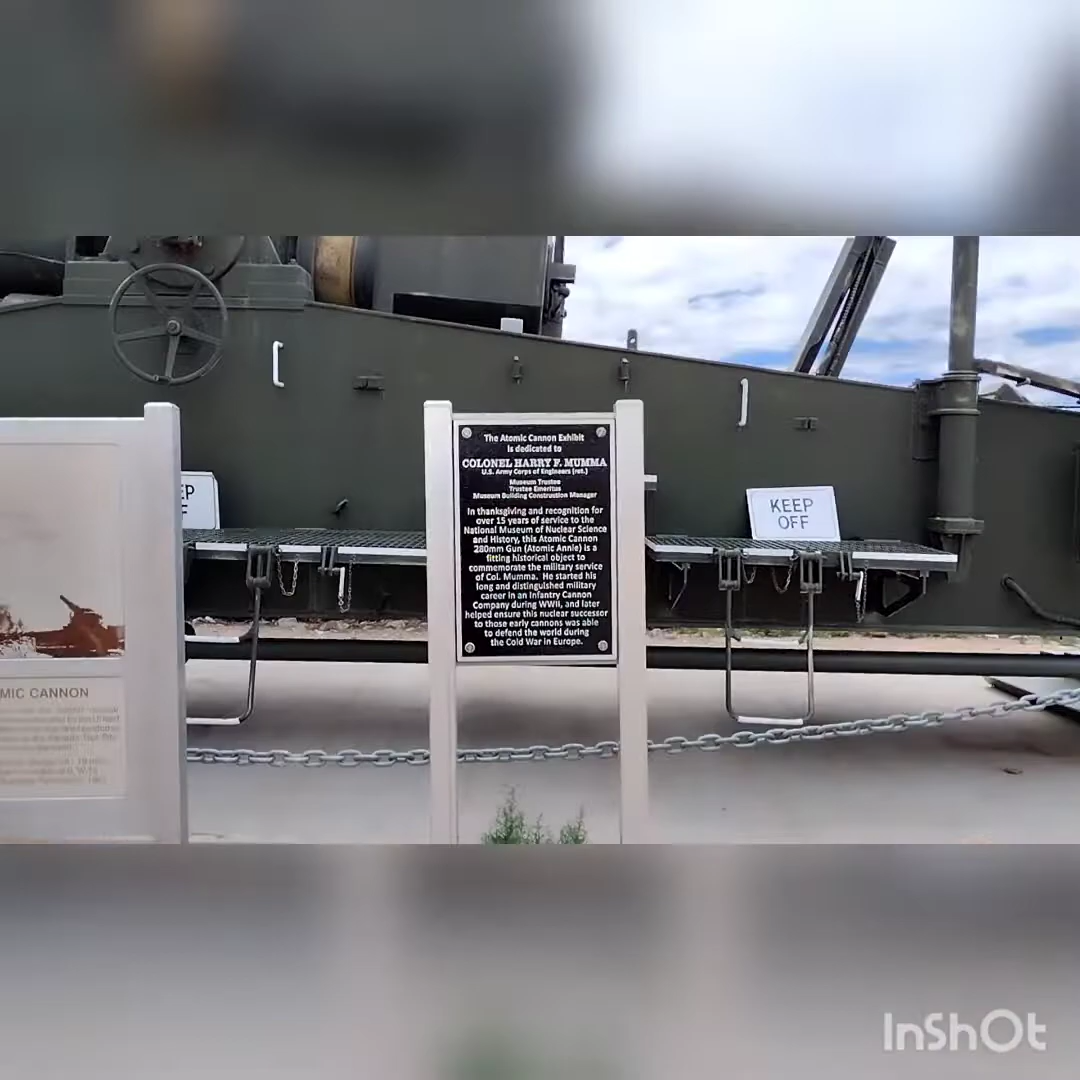 The Atomic Cannon Exhibit
is dedicated to
COLONEL HARRY F. MUMMA
U.S. Army Corps of Engineers (ret.)
Museum Trustee
Trustee Emeritus
Museum Building Construction Manager
In thanksgiving and recognition for
over 15 years of service to the
National Museum of Nuclear Science
and History, this Atomic Cannon
280mm Gun (Atomic Annie) is a
fitting historical object to
commemorate the military service
of Col. Mumma. He started his
long and distinguished military
career in an Infantry Cannon
Company during WWII, and later
helped ensure this nuclear successor
to those early cannons was able
to defend the world during
the Cold War in Europe.
KEEP
OFF
EP
F
MIC CANNON
InShOt